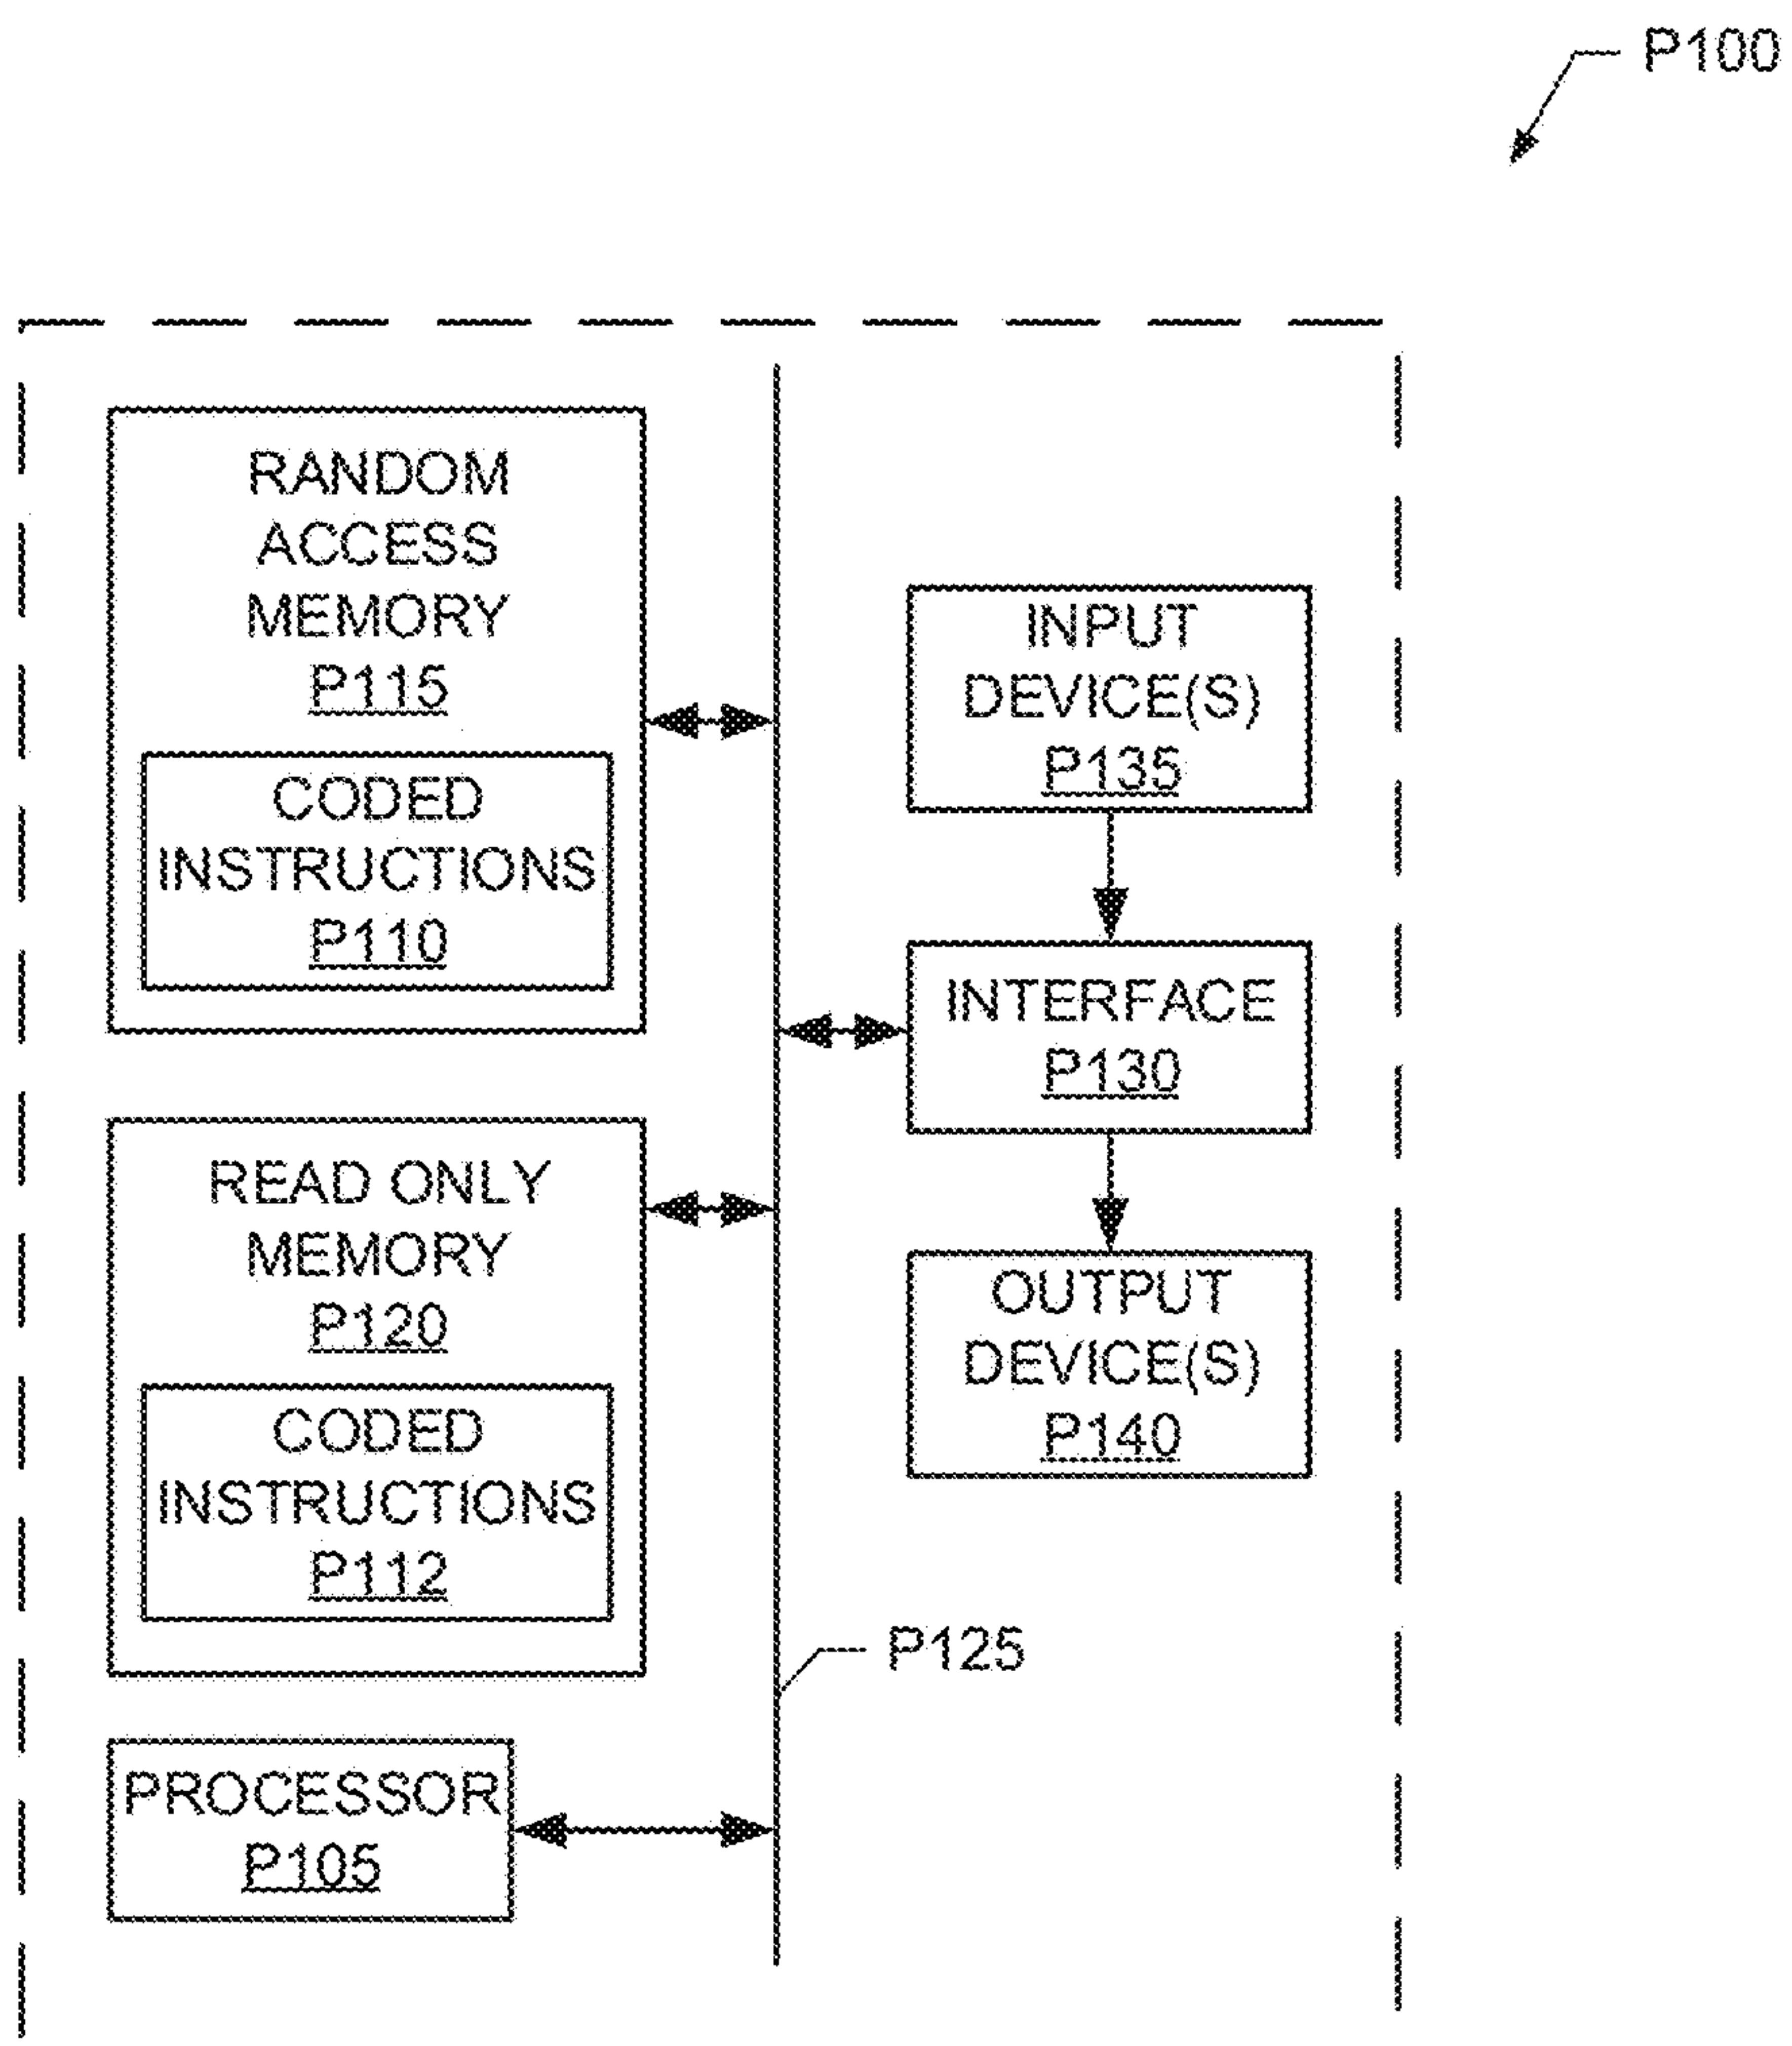 P100
RANDOM
ACCESS
MEMORY
P115
CODED
INSTRUCTIONS
P110
READ ONLY
MEMORY
P120
CODED
INSTRUCTIONS
P112
PROCESSOR
P105
INPUT
DEVICE(S)
P135
INTERFACE
P130
OUTPUT
DEVICE(S)
P140
P125